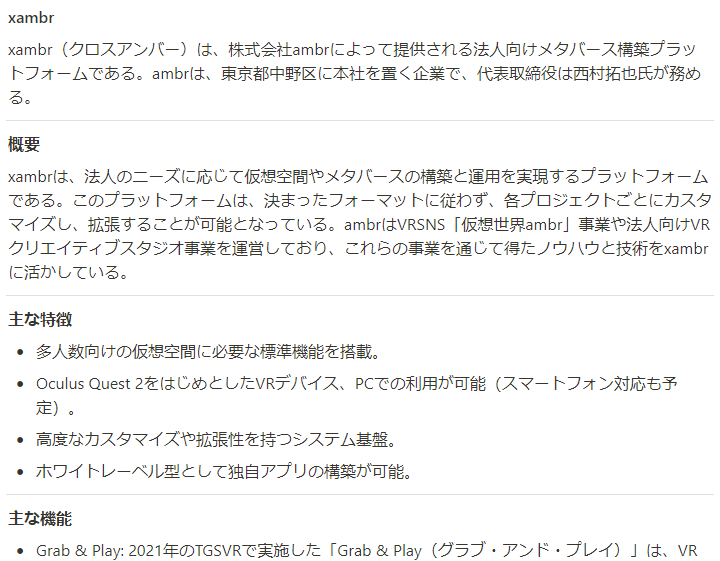 xambr
xambr（クロスアンバー）は、株式会社ambrによって提供される法人向けメタバース構築プラッ
トフォームである。ambrは、東京都中野区に本社を置く企業で、代表取締役は西村拓也氏が務め
る。
概要
xambrは、法人のニーズに応じて仮想空間やメタバースの構築と運用を実現するプラットフォーム
である。このプラットフォームは、決まったフォーマットに従わず、各プロジェクトごとにカスタ
マイズし、拡張することが可能となっている。ambrはVRSNS「仮想世界ambr」事業や法人向けVR
クリエイティブスタジオ事業を運営しており、これらの事業を通じて得たノウハウと技術をxambr
に活かしている。
主な特徴
• 多人数向けの仮想空間に必要な標準機能を搭載。
• Oculus Quest 2をはじめとしたVRデバイス、PCでの利用が可能（スマートフォン対応も予
定）。
• 高度なカスタマイズや拡張性を持つシステム基盤。
• ホワイトレーベル型として独自アプリの構築が可能。
主な機能
• Grab & Play: 2021年のTGSVRで実施した「Grab & Play（グラブ・アンド・プレイ）」は、VR